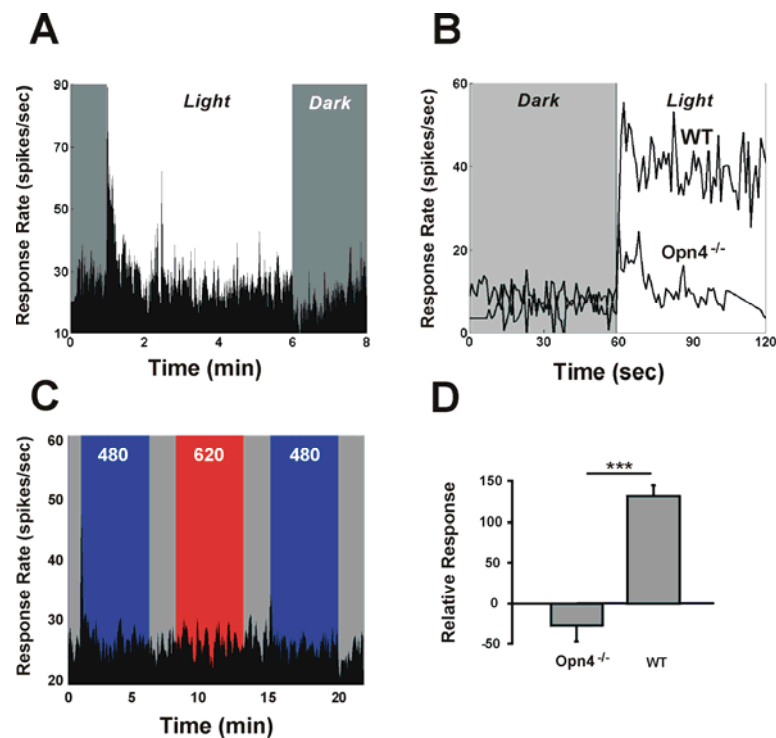 A
Response Rate (spikes/sec)
90
70
50
30
10
Light
Dark
0
2
4
6
8
Time (min)
B
Response Rate (spikes/sec)
60
40
20
0
Dark
Light
WT
Opn4 -/-
0
30
60
90
120
Time (sec)
C
Response Rate (spikes/sec)
60
50
40
30
20
480
620
480
0
5
10
15
20
Time (min)
D
Relative Response
150
100
50
0
-50
***
Opn4 -/-
WT